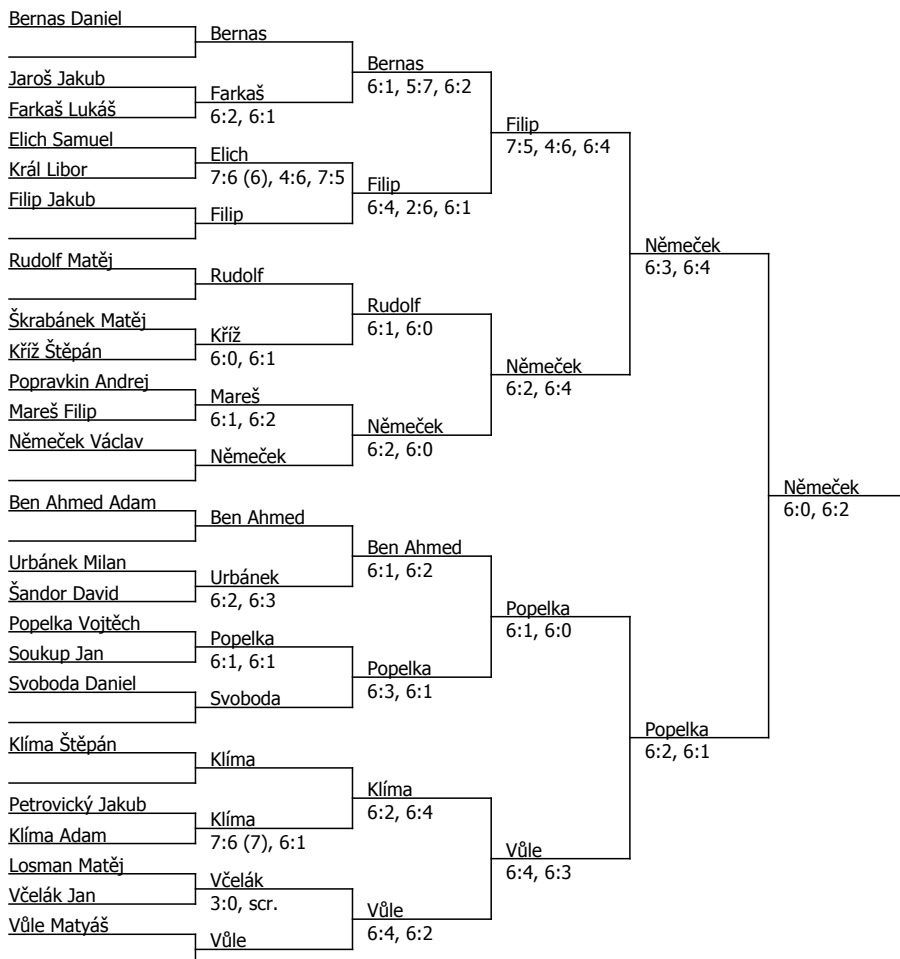 Bernas Daniel
Bernas
Bernas
6:1, 5:7, 6:2
Jaroš Jakub
Farkaš
Farkaš Lukáš
6:2, 6:1
Filip
7:5, 4:6, 6:4
Elich Samuel
Elich
Král Libor
7:6 (6), 4:6, 7:5
Filip
6:4, 2:6, 6:1
Filip Jakub
Filip
Němeček
6:3, 6:4
Rudolf Matěj
Rudolf
Rudolf
6:1, 6:0
Škrabánek Matěj
Kříž
Kříž Štěpán
6:0, 6:1
Němeček
6:2, 6:4
Popravkin Andrej
Mareš
Mareš Filip
6:1, 6:2
Němeček
6:2, 6:0
Němeček Václav
Němeček
Němeček
6:0, 6:2
Ben Ahmed Adam
Ben Ahmed
Ben Ahmed
6:1, 6:2
Urbánek Milan
Urbánek
Šandor David
6:2, 6:3
Popelka
6:1, 6:0
Popelka Vojtěch
Popelka
Soukup Jan
6:1, 6:1
Popelka
6:3, 6:1
Svoboda Daniel
Svoboda
Popelka
6:2, 6:1
Klíma Štěpán
Klíma
Klíma
6:2, 6:4
Petrovický Jakub
Klíma
Klíma Adam
7:6 (7), 6:1
Vůle
6:4, 6:3
Losman Matěj
Včelák
Včelák Jan
3:0, scr.
Vůle
6:4, 6:2
Vůle Matyáš
Vůle